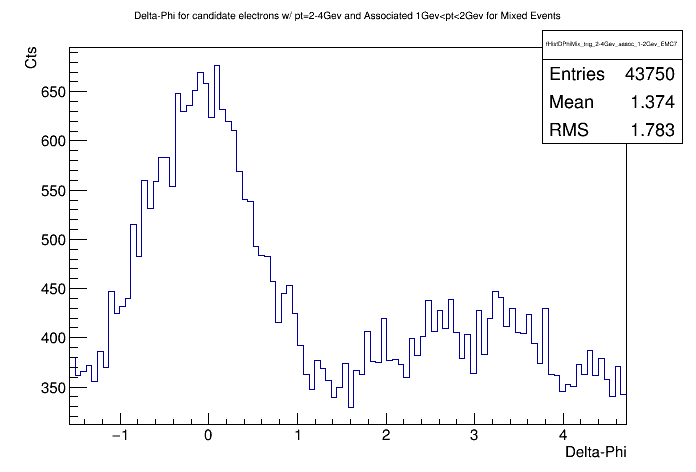 Delta-Phi for candidate electrons w/ pt=2-4Gev and Associated 1Gev<pt<2Gev for Mixed Events
Cts
fHistDPhiMix_trig_2-4Gev_assoc_1-2Gev_EMC7
Entries 43750
Mean 1.374
RMS 1.783
650
600
550
500
450
400
350
−1 0 1 2 3 4
Delta-Phi